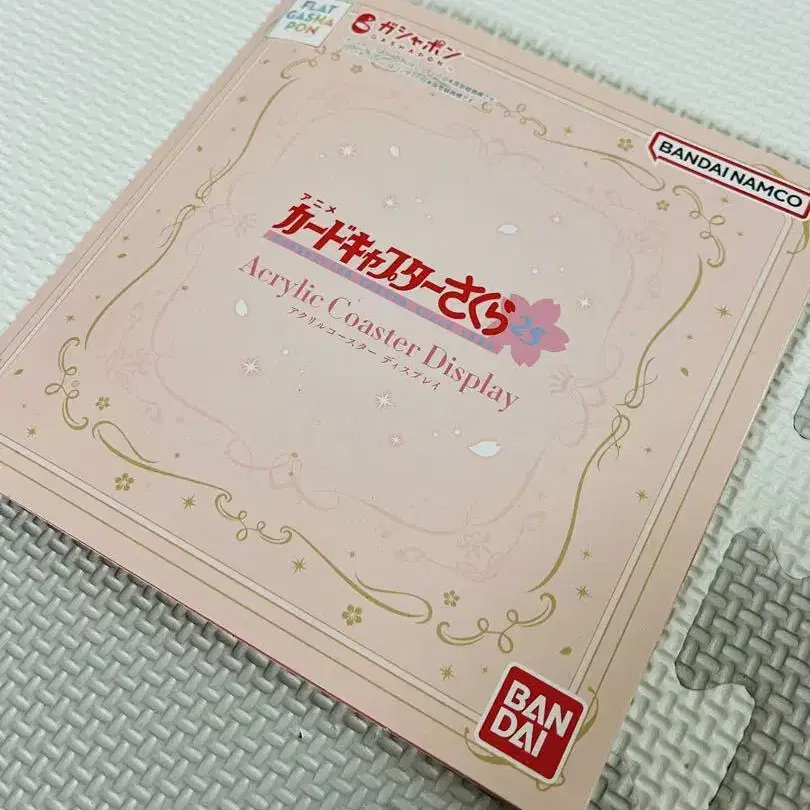 FLAT
GASHA
PON
ガシャポン
GASHAPON
BANDAI NAMCO
アニメ
カードキャプターさくら
25
Acrylic Coaster Display
アクリルコースター ディスプレイ
BAN
DAI